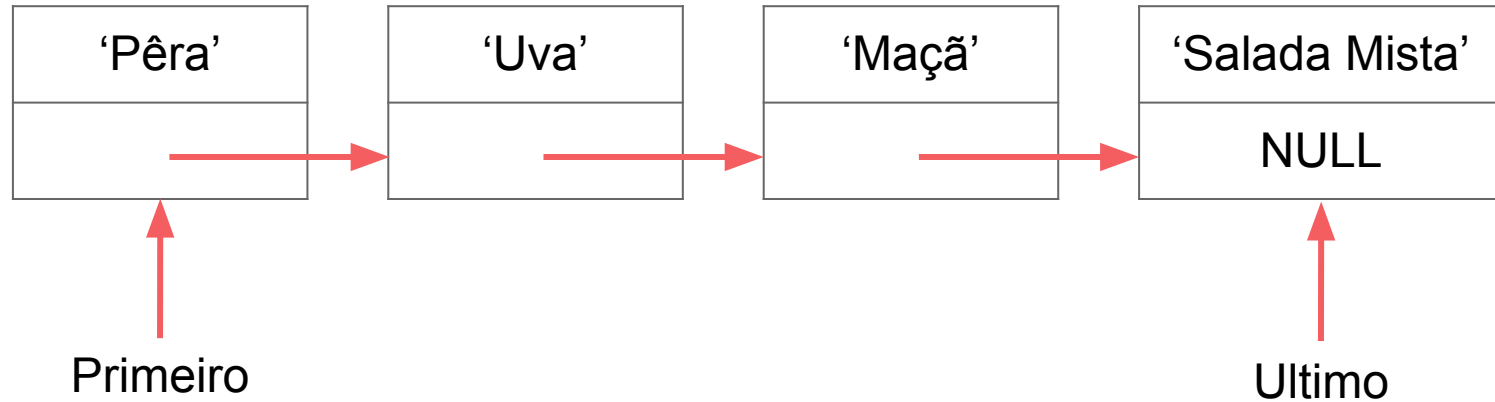 ‘Pêra’
‘Uva’
‘Maçã’
‘Salada Mista’
NULL
Primeiro
Ultimo